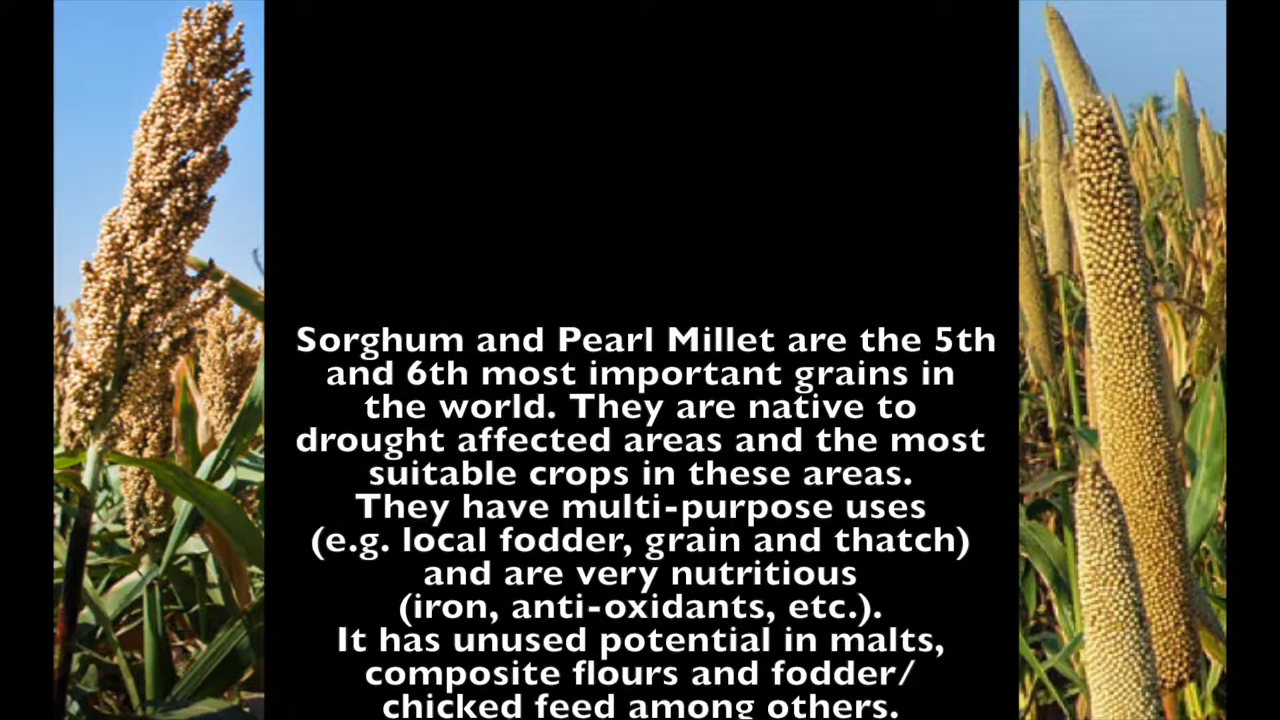 Sorghum and Pearl Millet are the 5th
and 6th most important grains in
the world. They are native to
drought affected areas and the most
suitable crops in these areas.
They have multi-purpose uses
(e.g. local fodder, grain and thatch)
and are very nutritious
(iron, anti-oxidants, etc.).
It has unused potential in malts,
composite flours and fodder/
chicked feed among others.